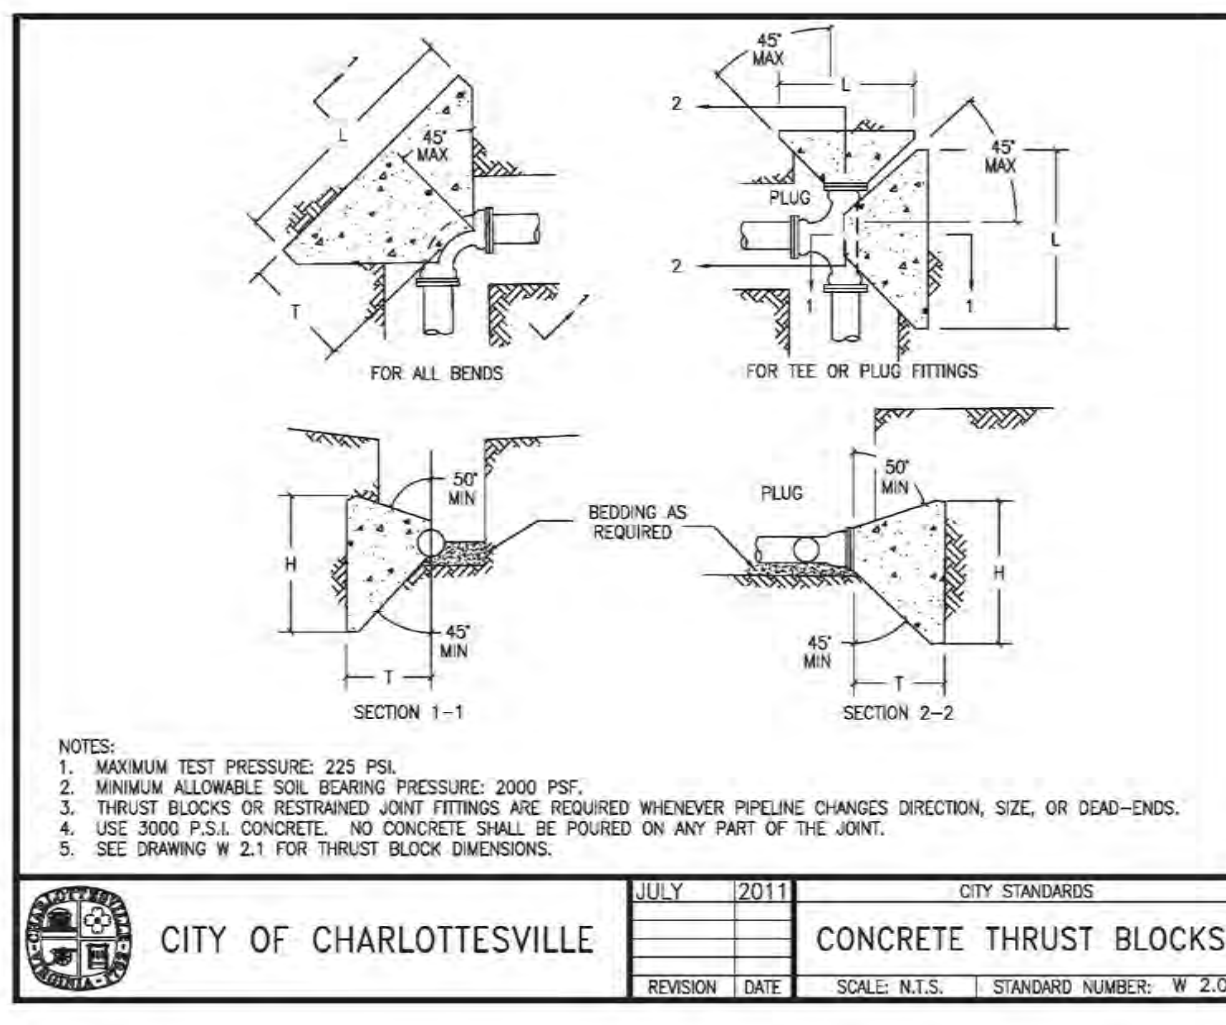 45°
MAX
L
1
L
45°
MAX
T
1
FOR ALL BENDS
2
45°
MAX
PLUG
L
2
1
1
FOR TEE OR PLUG FITTINGS
50°
MIN
H
45°
MIN
T
SECTION 1-1
BEDDING AS
REQUIRED
PLUG
50°
MIN
H
45°
MIN
T
SECTION 2-2
NOTES:
1. MAXIMUM TEST PRESSURE: 225 PSI.
2. MINIMUM ALLOWABLE SOIL BEARING PRESSURE: 2000 PSF.
3. THRUST BLOCKS OR RESTRAINED JOINT FITTINGS ARE REQUIRED WHENEVER PIPELINE CHANGES DIRECTION, SIZE, OR DEAD-ENDS.
4. USE 3000 P.S.I. CONCRETE. NO CONCRETE SHALL BE POURED ON ANY PART OF THE JOINT.
5. SEE DRAWING W 2.1 FOR THRUST BLOCK DIMENSIONS.
CHARLOTTESVILLE
VIRGINIA·1762
CITY OF CHARLOTTESVILLE
JULY 2011
REVISION DATE
CITY STANDARDS
CONCRETE THRUST BLOCKS
SCALE: N.T.S. STANDARD NUMBER: W 2.0